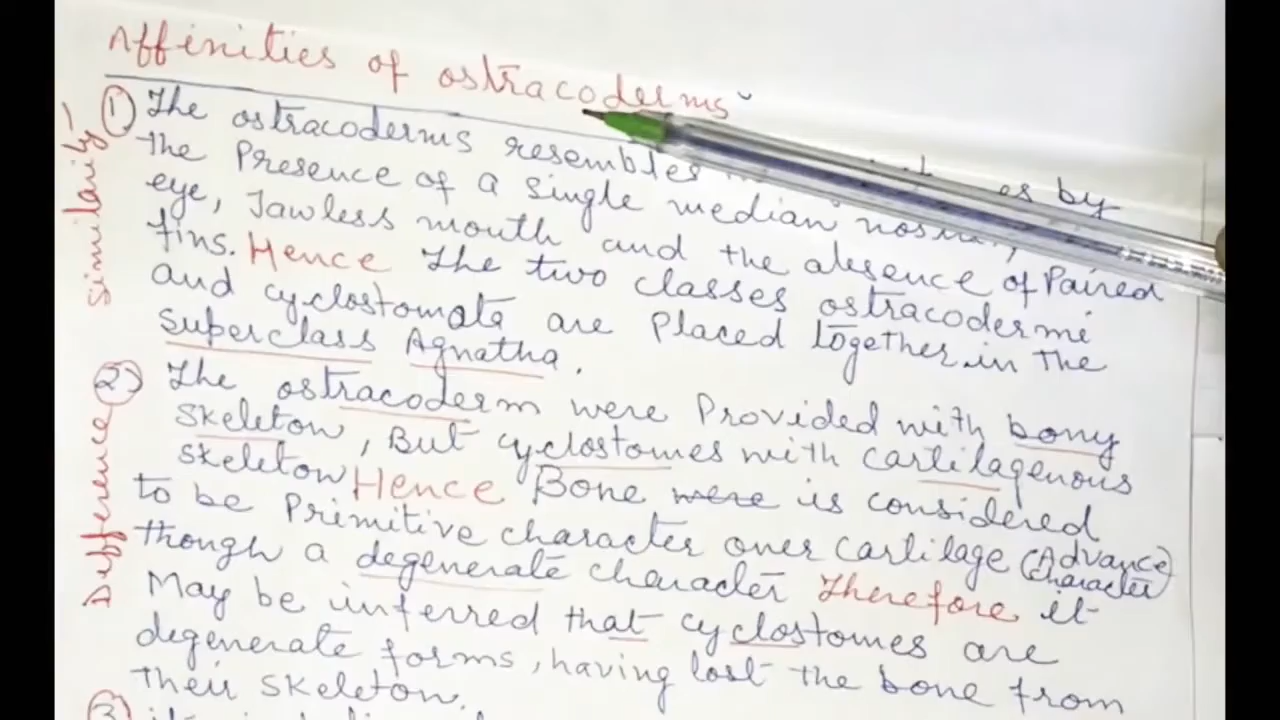 Affinities of ostracoderms
similarity
① The ostracoderms resembles es by
the Presence of a single median
eye, Jawless mouth and the absence of Paired
fins. Hence The two classes ostracodermi
and cyclostomata are Placed together in the
superclass Agnatha.
Difference
② The ostracoderm were Provided with bony
skeleton, But cyclostomes with cartilagenous
skeleton Hence Bone were is considered
to be Primitive character over cartilage (Advance character)
though a degenerate character Therefore it
May be inferred that cyclostomes are
degenerate forms, having lost the bone from
their skeleton.
③